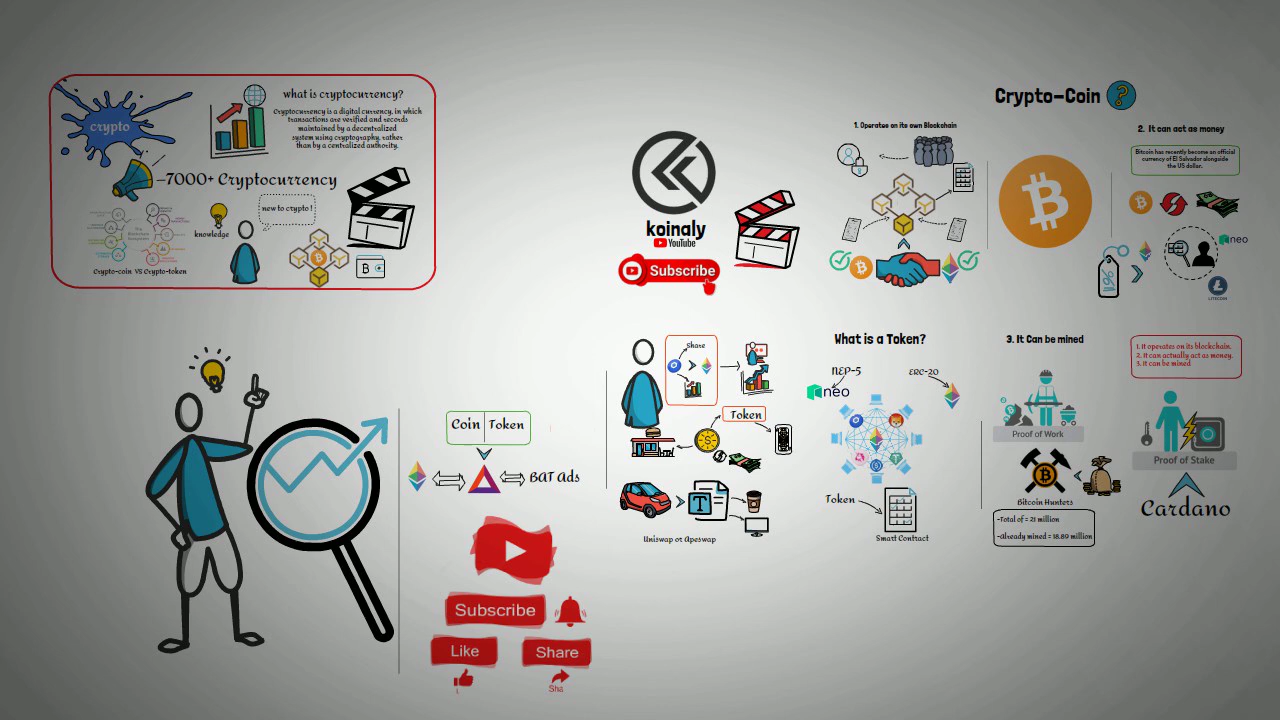 crypto
what is cryptocurrency?
Cryptocurrency is a digital currency, in which
transactions are verified and records
maintained by a decentralized
system using cryptography, rather
than by a centralized authority.
-7000+ Cryptocurrency
new to crypto!
knowledge
Crypto-coin VS Crypto-token
B
koinaly
YouTube
Subscribe
Crypto-Coin ?
1. Operates on its own Blockchain
2. It can act as money
Bitcoin has recently become an official
currency of El Salvador alongside
the US dollar.
neo
LITECOIN
Coin
Token
BAT Ads
Subscribe
Like
Share
Sha
Share
Token
T
Uniswap or Apeswap
What is a Token?
NEP-5
neo
ERC-20
Token
Smart Contract
3. It Can be mined
Proof of Work
Bitcoin Hunters
-Total of = 21 million
-Already mined = 18.89 million
1. It operates on its blockchain.
2. It can actually act as money.
3. It can be mined
Proof of Stake
Cardano